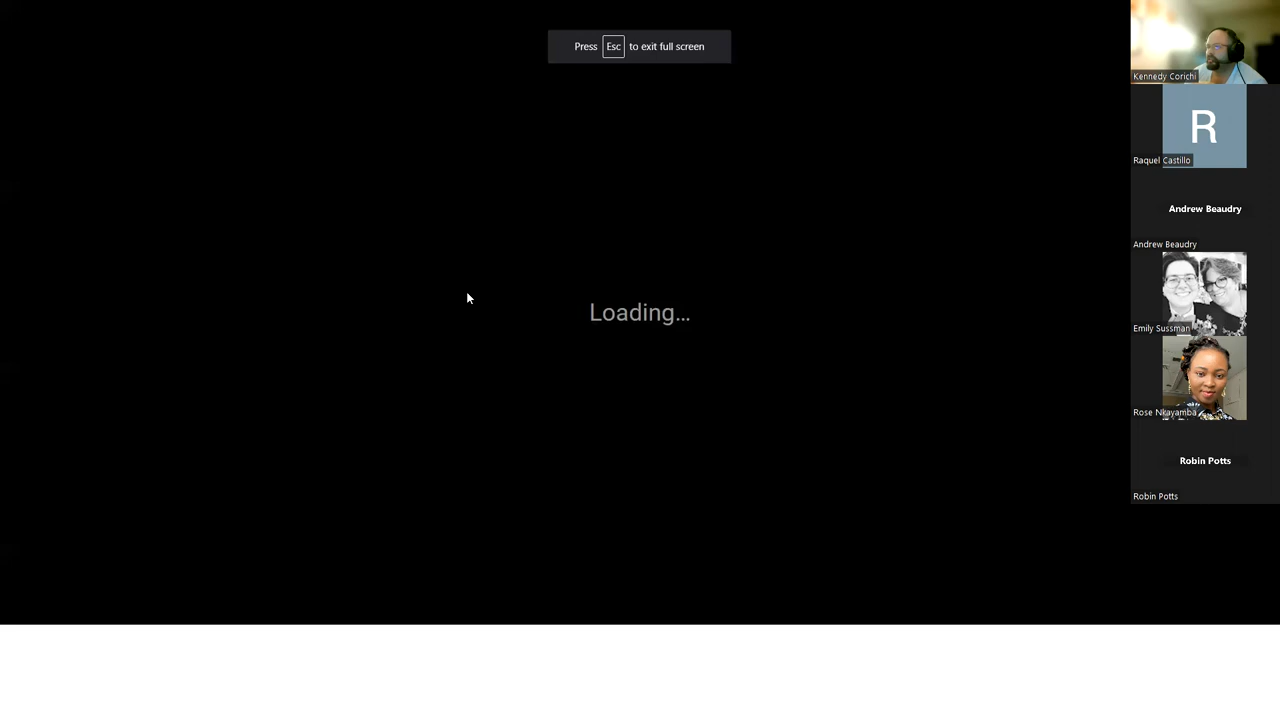 Press Esc to exit full screen
Loading...
Kennedy Corichi
R
Raquel Castillo
Andrew Beaudry
Andrew Beaudry
Emily Sussman
Rose Nkayamba
Robin Potts
Robin Potts